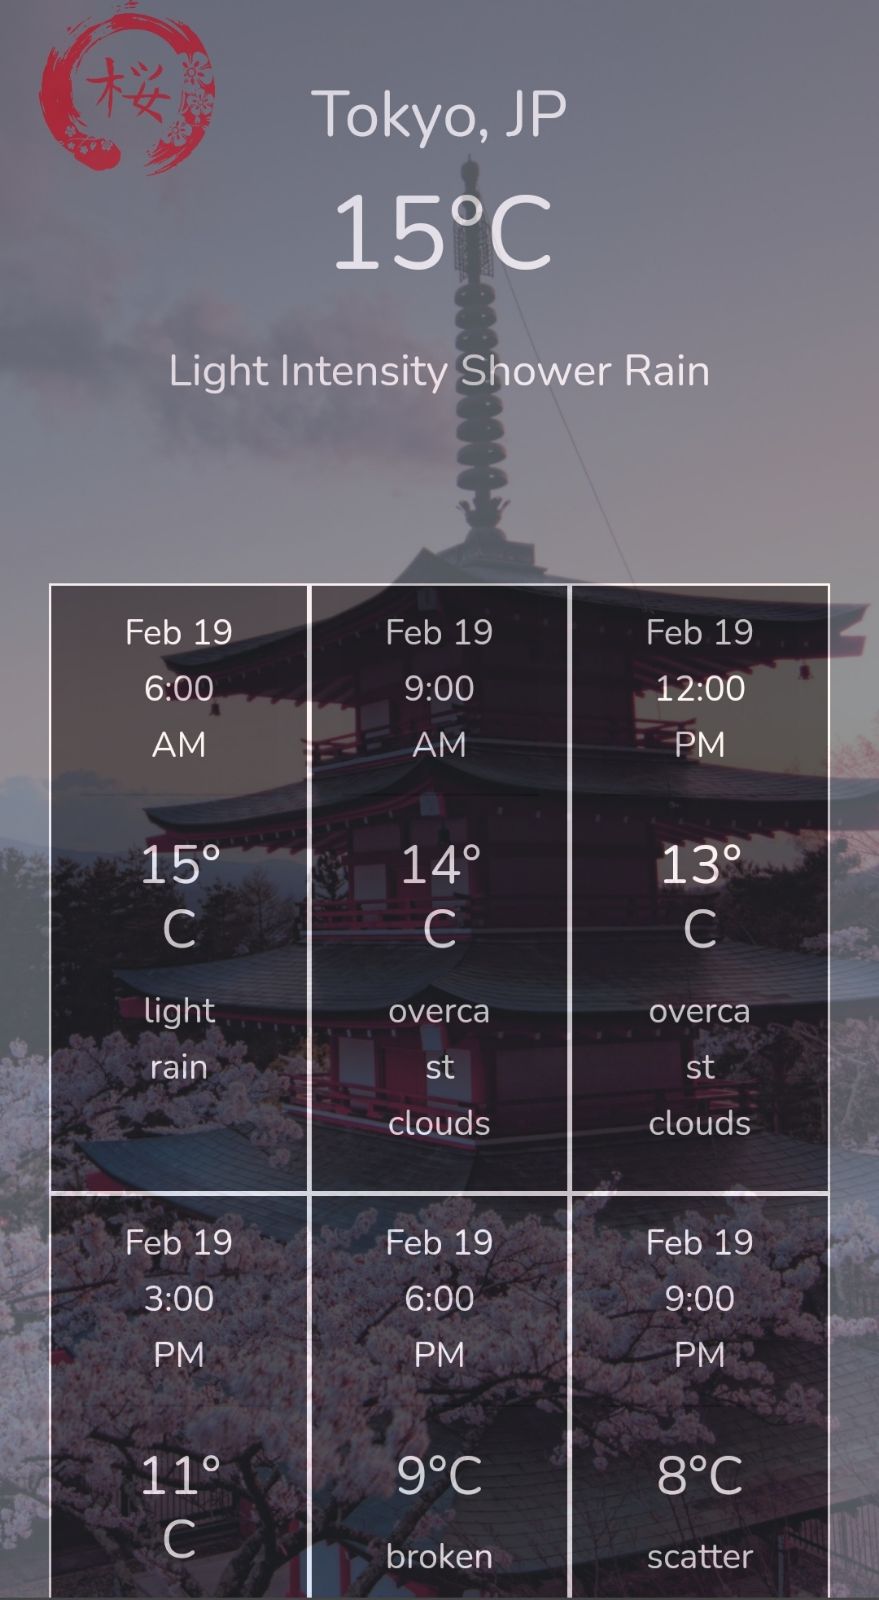 桜
Tokyo, JP
15°C
Light Intensity Shower Rain
Feb 19
6:00
AM
15°
C
light
rain
Feb 19
9:00
AM
14°
C
overca
st
clouds
Feb 19
12:00
PM
13°
C
overca
st
clouds
Feb 19
3:00
PM
11°
C
Feb 19
6:00
PM
9°C
broken
Feb 19
9:00
PM
8°C
scatter